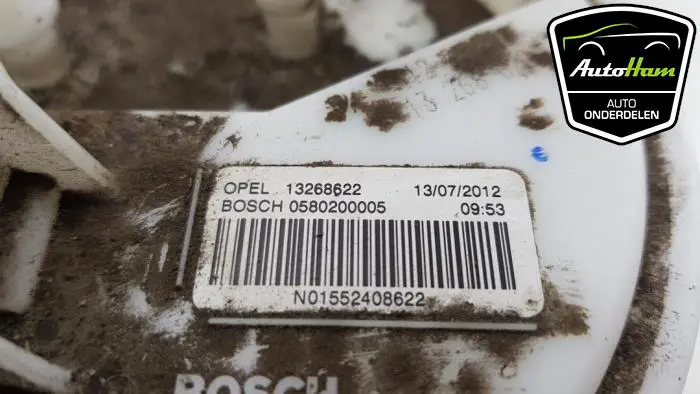 AutoHam
AUTO
ONDERDELEN
OPEL 13268622 13/07/2012
BOSCH 0580200005 09:53
N01552408622
BOSCH